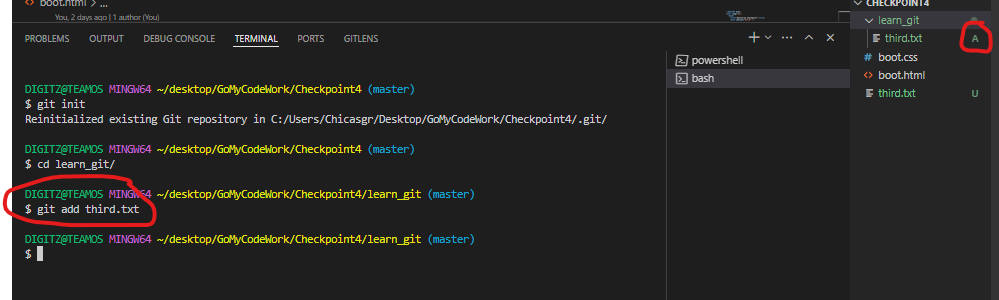 boot.html > ...
You, 2 days ago | 1 author (You)
PROBLEMS OUTPUT DEBUG CONSOLE TERMINAL PORTS GITLENS
DIGITZ@TEAMOS MINGW64 ~/desktop/GoMyCodeWork/Checkpoint4 (master)
$ git init
Reinitialized existing Git repository in C:/Users/Chicasgr/Desktop/GoMyCodeWork/Checkpoint4/.git/
DIGITZ@TEAMOS MINGW64 ~/desktop/GoMyCodeWork/Checkpoint4 (master)
$ cd learn_git/
DIGITZ@TEAMOS MINGW64 ~/desktop/GoMyCodeWork/Checkpoint4/learn_git (master)
$ git add third.txt
DIGITZ@TEAMOS MINGW64 ~/desktop/GoMyCodeWork/Checkpoint4/learn_git (master)
$
powershell
bash
CHECKPOINT4
learn_git
third.txt A
# boot.css
boot.html
third.txt U